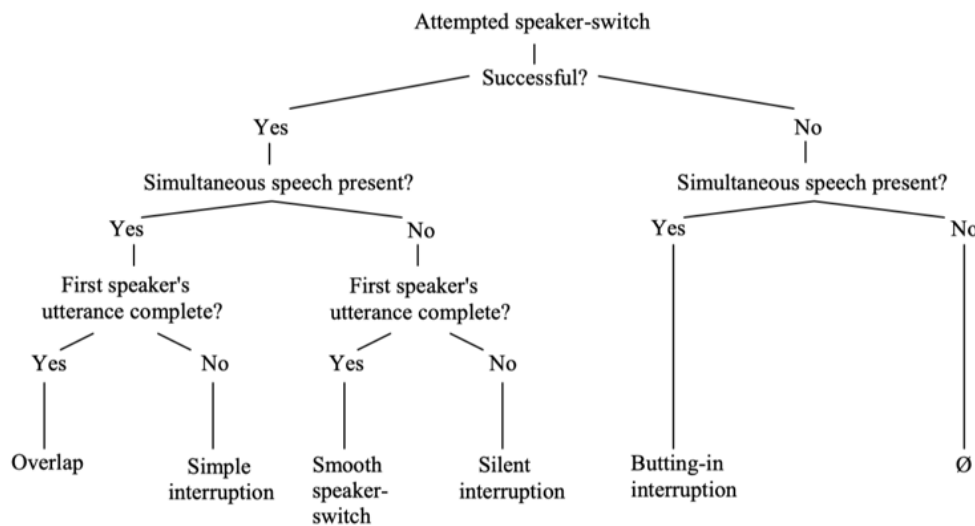 Attempted speaker-switch
Successful?
Yes
No
Simultaneous speech present?
Simultaneous speech present?
Yes
No
Yes
No
First speaker's
utterance complete?
First speaker's
utterance complete?
Yes
No
Yes
No
Overlap
Simple
interruption
Smooth
speaker-
switch
Silent
interruption
Butting-in
interruption
Ø